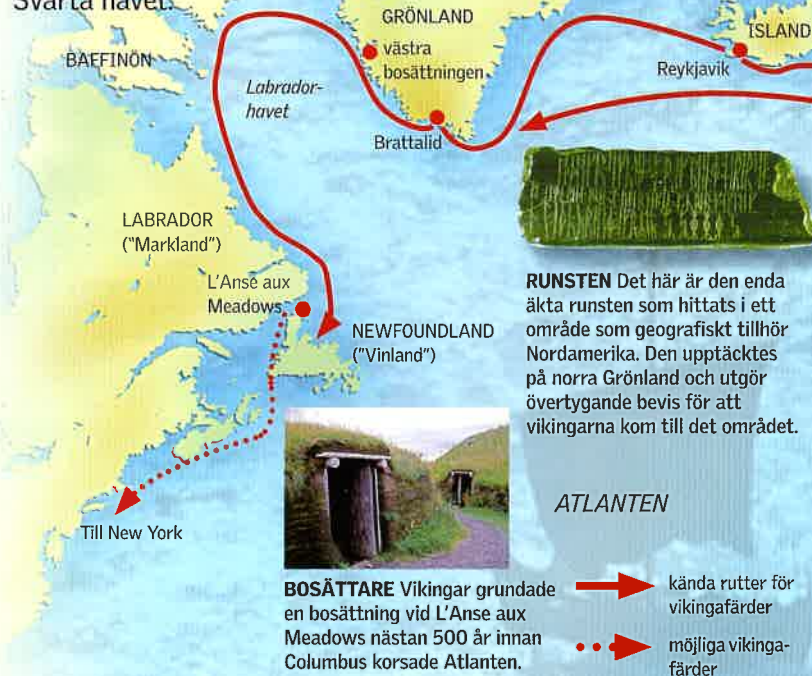 Svarta havet.
GRÖNLAND
ISLAND
BAFFINÖN
västra
bosättningen
Reykjavik
Labrador-
havet
Brattalid
LABRADOR
("Markland")
L'Anse aux
Meadows
NEWFOUNDLAND
("Vinland")
RUNSTEN Det här är den enda
äkta runsten som hittats i ett
område som geografiskt tillhör
Nordamerika. Den upptäcktes
på norra Grönland och utgör
övertygande bevis för att
vikingarna kom till det området.
ATLANTEN
Till New York
BOSÄTTARE Vikingar grundade
en bosättning vid L'Anse aux
Meadows nästan 500 år innan
Columbus korsade Atlanten.
kända rutter för
vikingafärder
möjliga vikinga-
färder